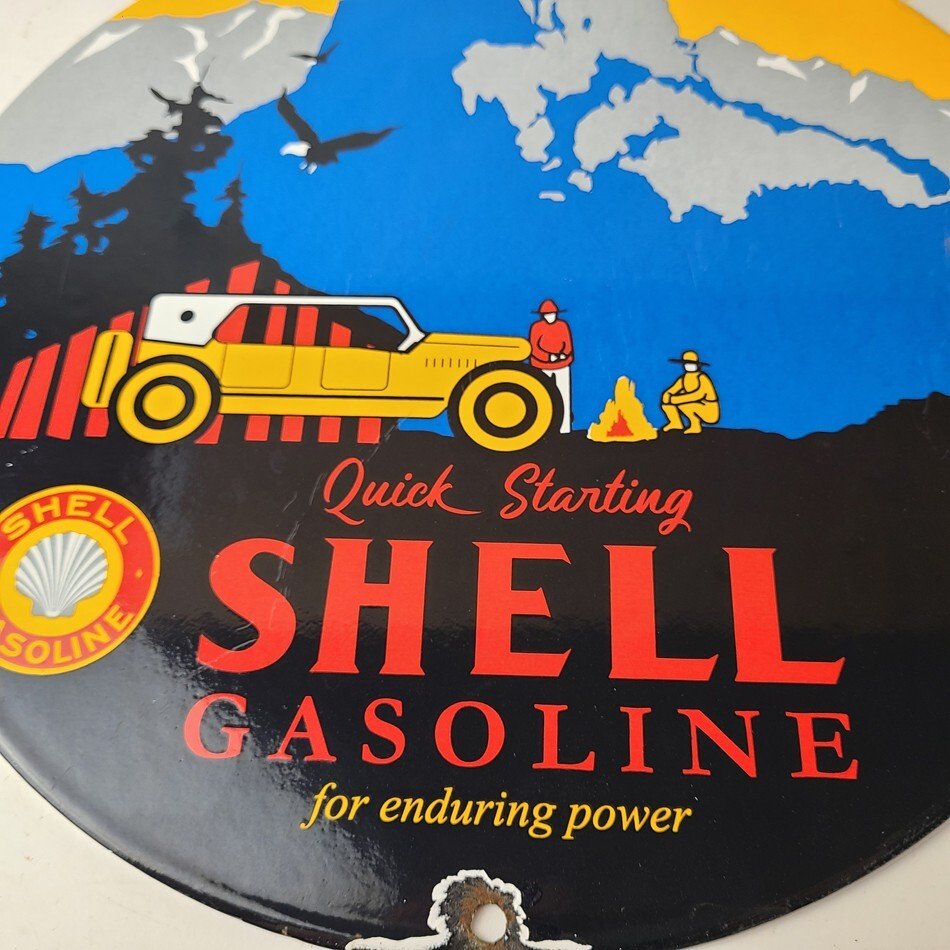 Quick Starting
SHELL
GASOLINE
for enduring power
SHELL
ASOLINE